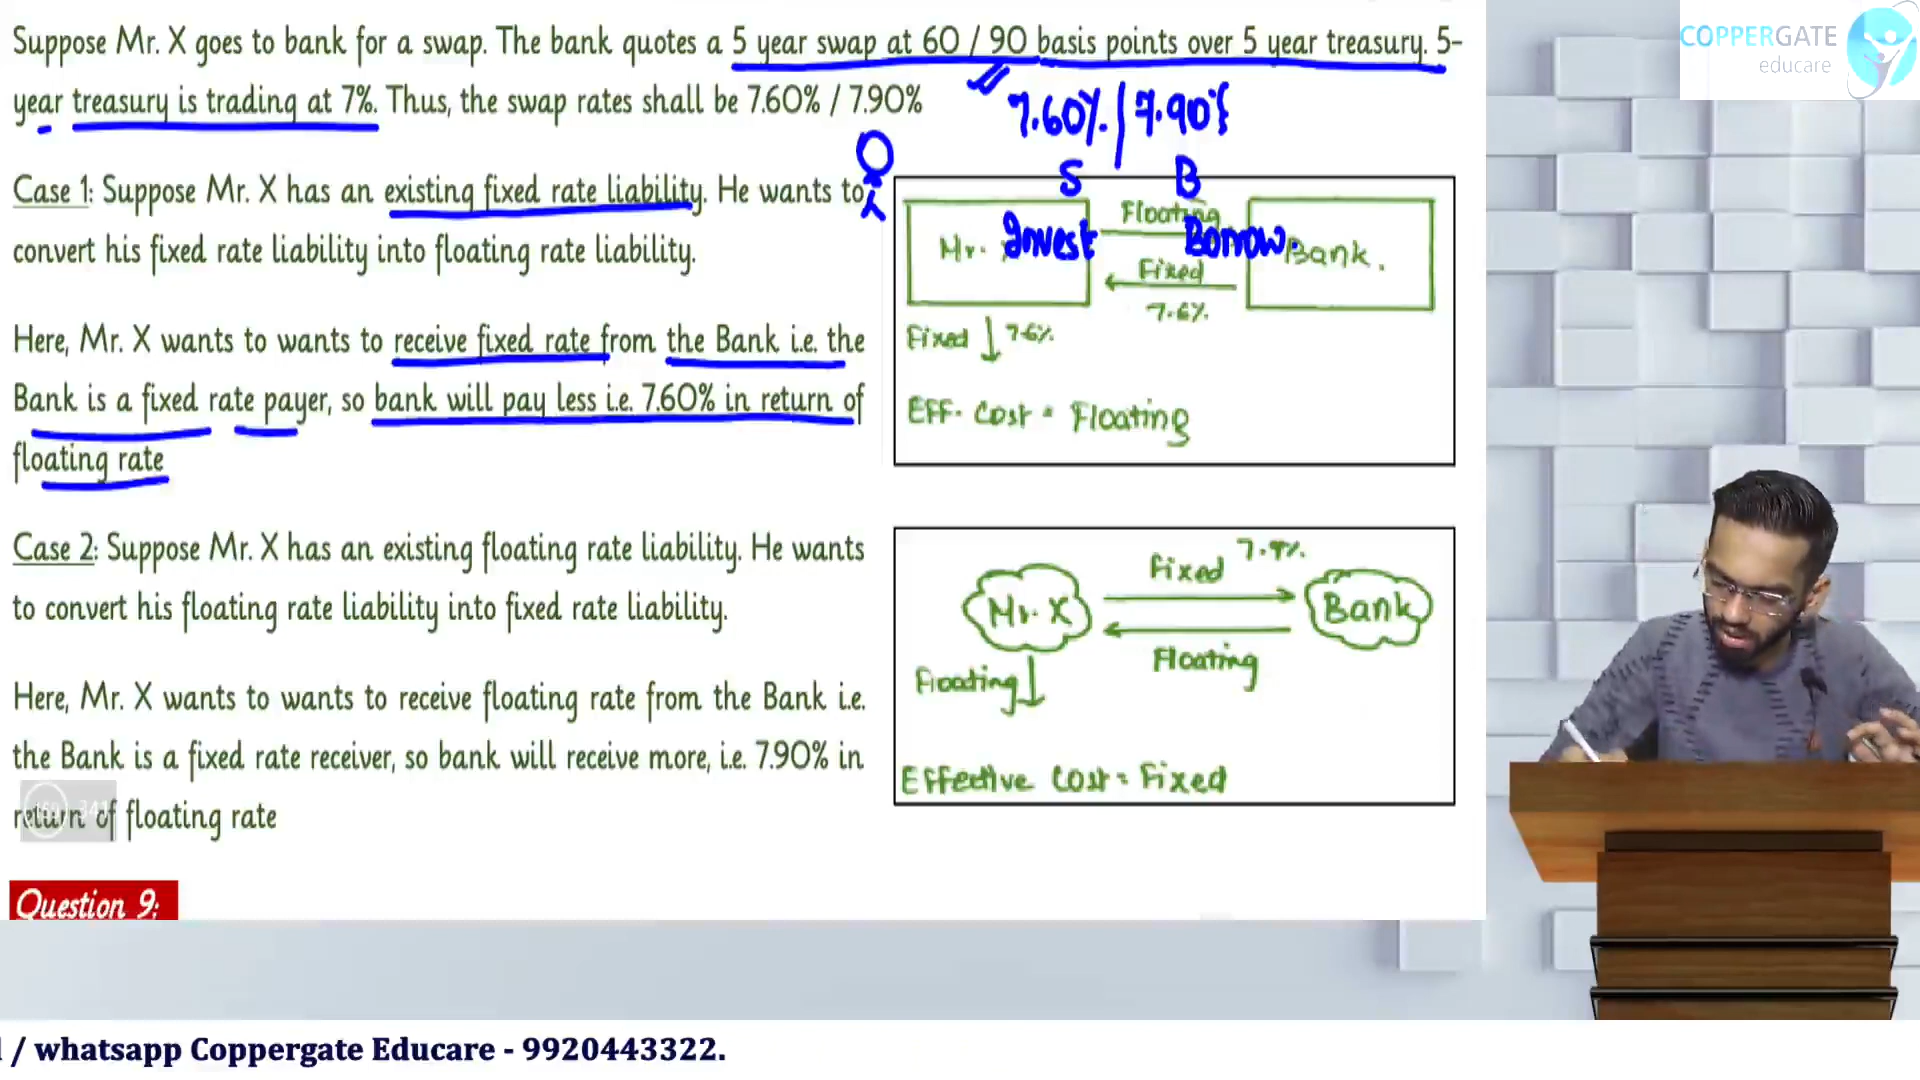 Suppose Mr. X goes to bank for a swap. The bank quotes a 5 year swap at 60 / 90 basis points over 5 year treasury. 5-
year treasury is trading at 7%. Thus, the swap rates shall be 7.60% / 7.90%
7.60% | 7.90%
S B
Invest Borrow.
COPPERGATE
educare
Case 1: Suppose Mr. X has an existing fixed rate liability. He wants to
convert his fixed rate liability into floating rate liability.
Here, Mr. X wants to wants to receive fixed rate from the Bank i.e. the
Bank is a fixed rate payer, so bank will pay less i.e. 7.60% in return of
floating rate
Floating
Mr. Bank.
Fixed
7.6%
Fixed 7.6%
EFF. Cost = Floating
Case 2: Suppose Mr. X has an existing floating rate liability. He wants
to convert his floating rate liability into fixed rate liability.
Here, Mr. X wants to wants to receive floating rate from the Bank i.e.
the Bank is a fixed rate receiver, so bank will receive more, i.e. 7.90% in
return of floating rate
Fixed 7.9%
Mr. X Bank
Floating
Floating
Effective Cost = Fixed
Question 9:
/ whatsapp Coppergate Educare - 9920443322.